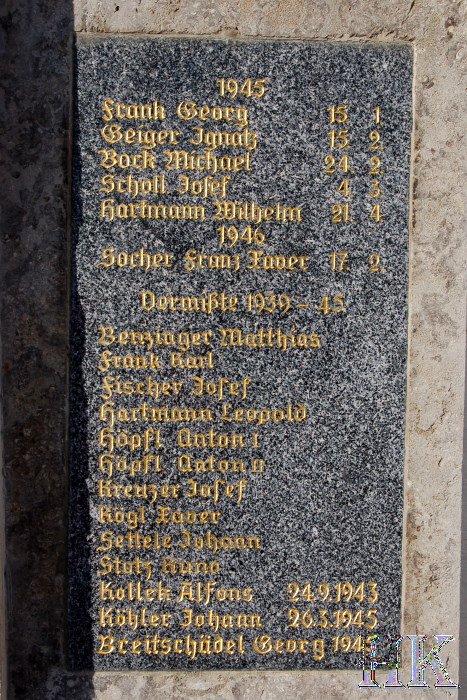 1945
Frank Georg 15. 1.
Geiger Ignatz 15. 2.
Bock Michael 24. 2.
Scholl Josef 4. 3.
Hartmann Wilhelm 21. 4.
1946
Socher Franz Xaver 17. 2.
Vermißte 1939 - 45
Benzinger Matthias
Frank Karl
Fischer Josef
Hartmann Leopold
Höpfl Anton I
Höpfl Anton II
Kreuzer Josef
Kögl Xaver
Settele Johann
Stotz Kuno
Kollek Alfons 24.9.1943
Köhler Johann 26.3.1945
Breitschädel Georg
HK